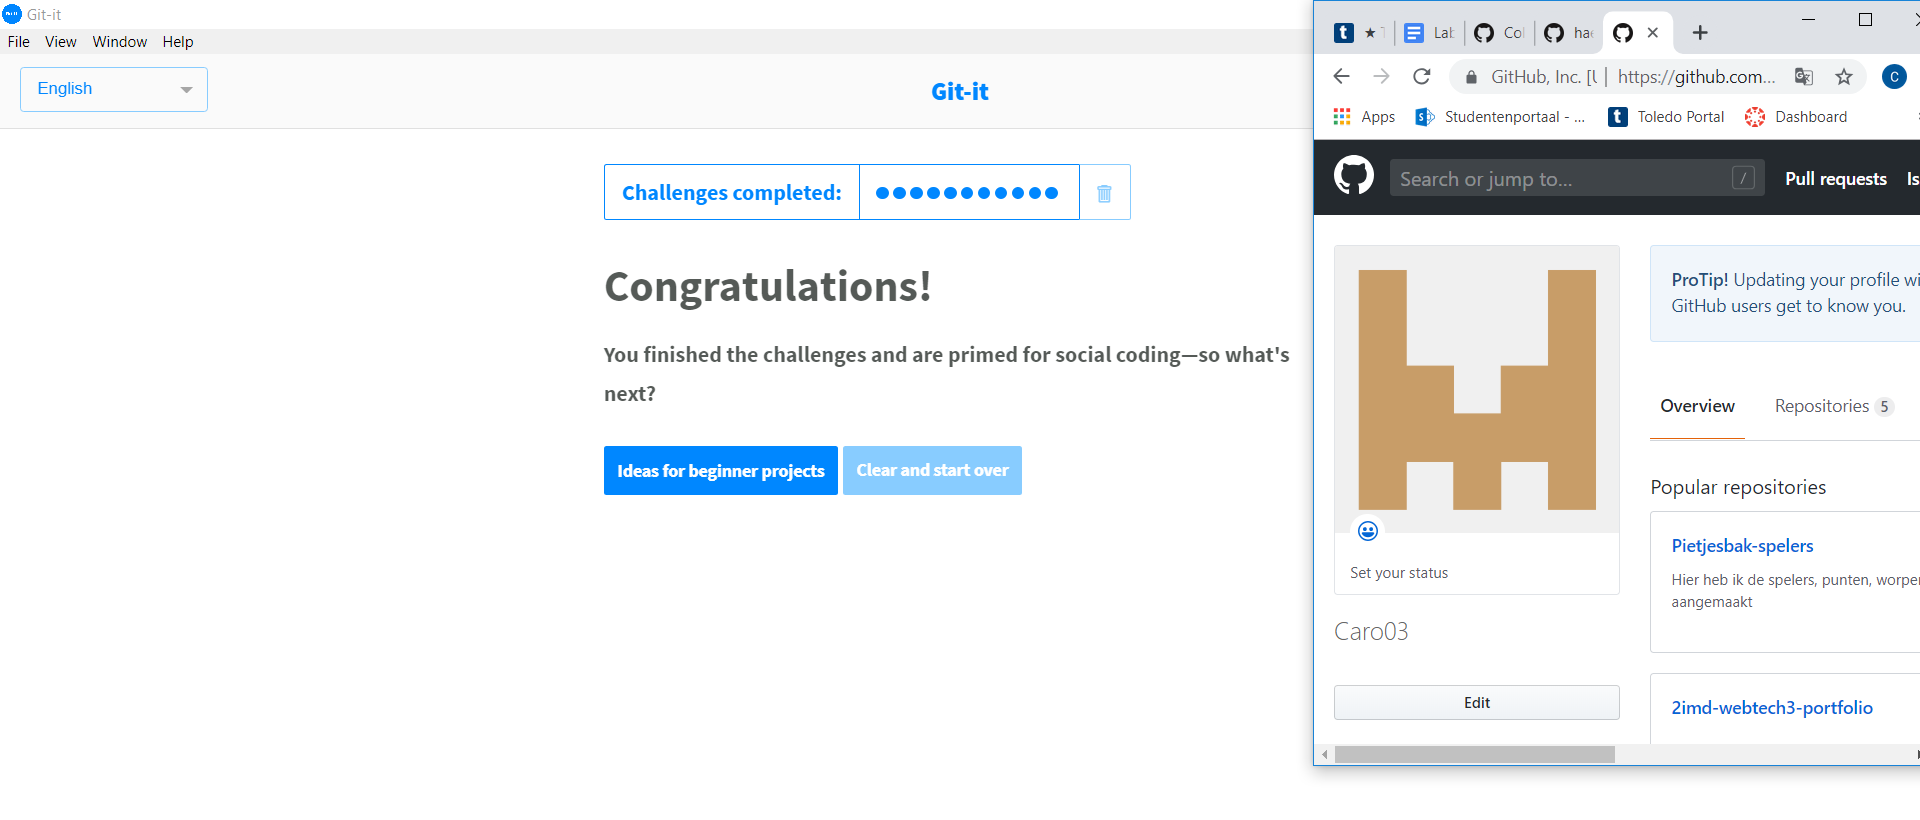 Git-it
File View Window Help
English
Git-it
Challenges completed:
Congratulations!
You finished the challenges and are primed for social coding—so what's
next?
Ideas for beginner projects
Clear and start over
GitHub, Inc. [
https://github.com...
C
Apps
Studentenportaal - ...
Toledo Portal
Dashboard
Search or jump to...
/
Pull requests
Is
ProTip! Updating your profile wi
GitHub users get to know you.
Overview
Repositories 5
Popular repositories
Pietjesbak-spelers
Hier heb ik de spelers, punten, worpe
aangemaakt
2imd-webtech3-portfolio
Set your status
Caro03
Edit